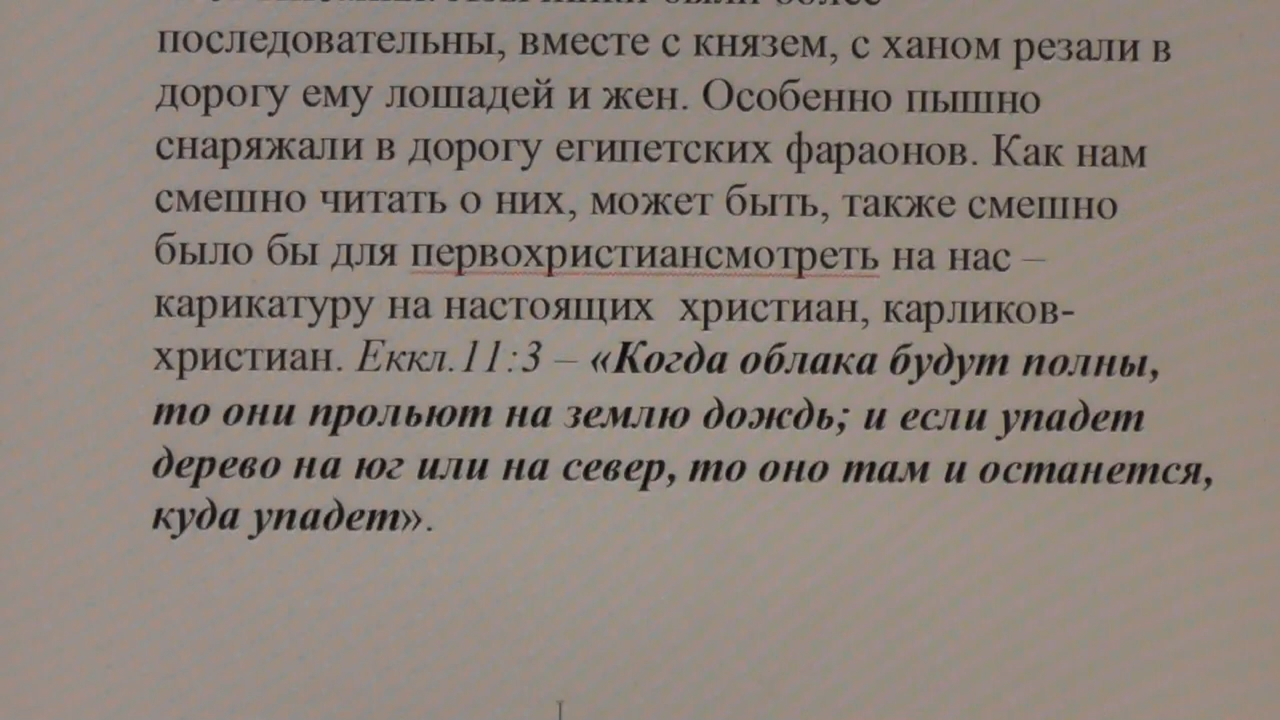 были более
последовательны, вместе с князем, с ханом резали в
дорогу ему лошадей и жен. Особенно пышно
снаряжали в дорогу египетских фараонов. Как нам
смешно читать о них, может быть, также смешно
было бы для первохристиансмотреть на нас –
карикатуру на настоящих  христиан, карликов-
христиан. Еккл.11:3 – «Когда облака будут полны,
то они прольют на землю дождь; и если упадет
дерево на юг или на север, то оно там и останется,
куда упадет».